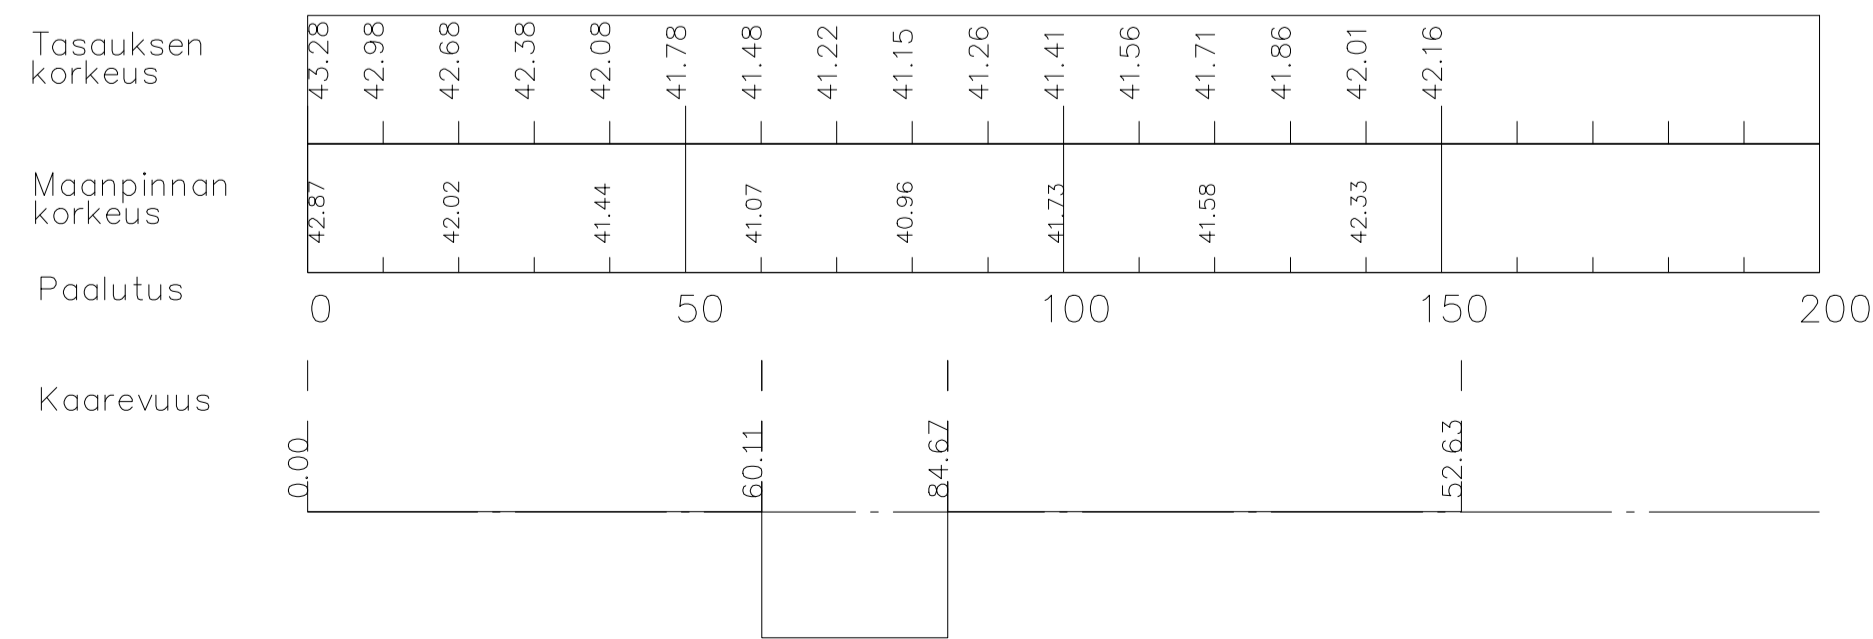 Tasauksen
korkeus
43.28 42.98 42.68 42.38 42.08 41.78 41.48 41.22 41.15 41.26 41.41 41.56 41.71 41.86 42.01 42.16
Maanpinnan
korkeus
42.87 42.02 41.44 41.07 40.96 41.73 41.58 42.33
Paalutus
0 50 100 150 200
Kaarevuus
0.00 60.11 84.67 52.63